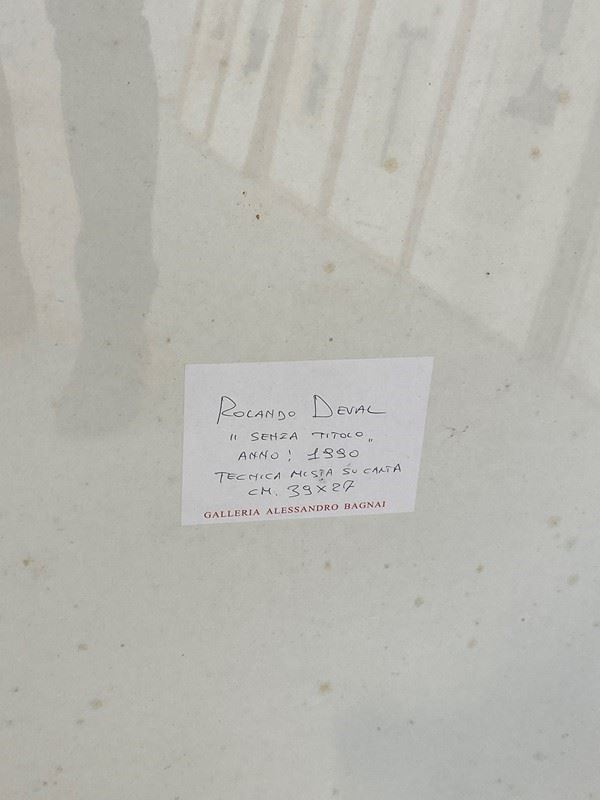 ROLANDO DEVAL
" SENZA TITOLO "
ANNO: 1990
TECNICA MISTA SU CARTA
CM. 39X27
GALLERIA ALESSANDRO BAGNAI